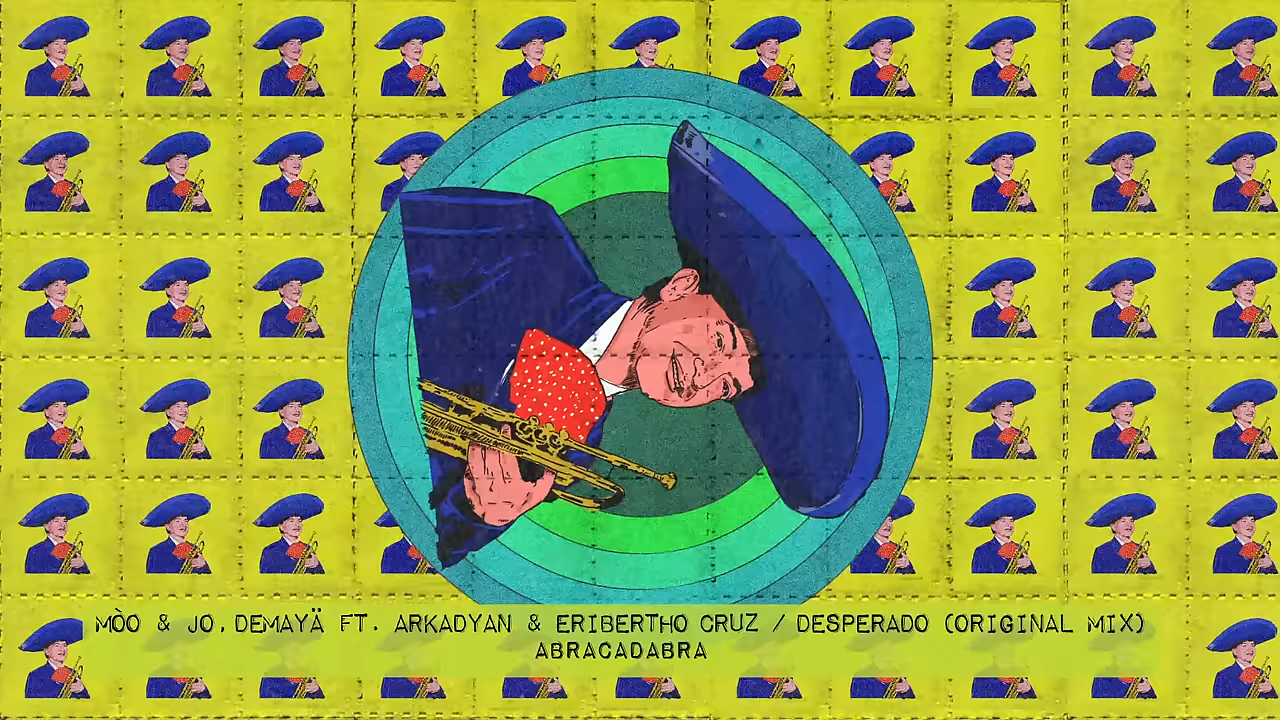 MÒO & JO, DEMAYÄ FT. ARKADYAN & ERIBERTHO CRUZ / DESPERADO (ORIGINAL MIX)
ABRACADABRA